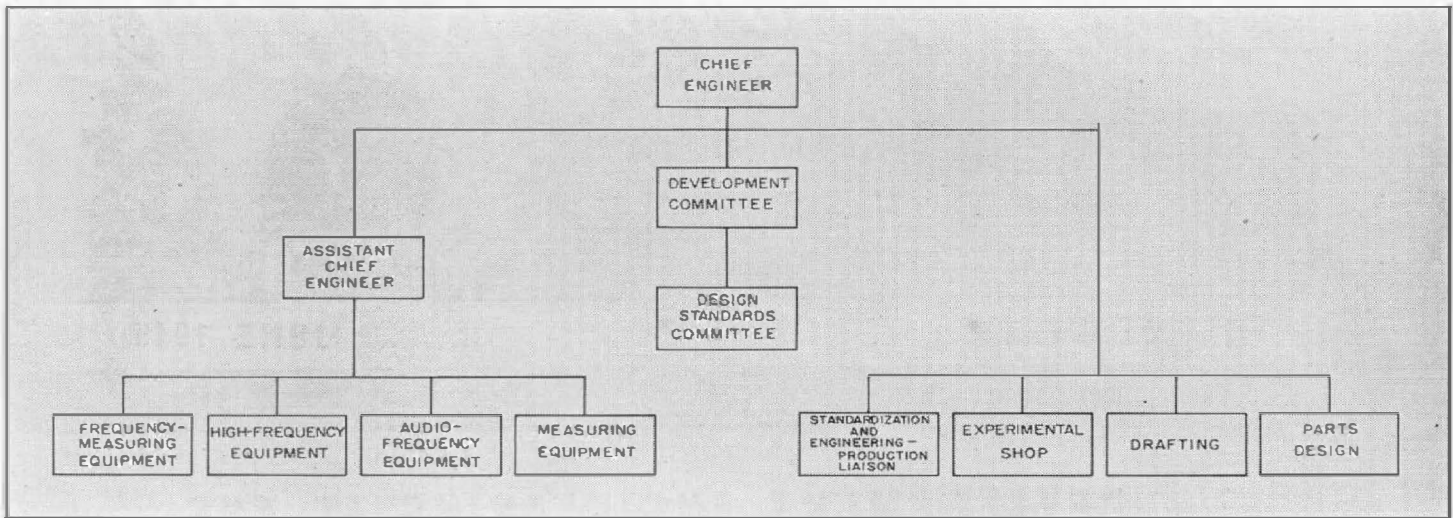 CHIEF
ENGINEER
DEVELOPMENT
COMMITTEE
ASSISTANT
CHIEF
ENGINEER
DESIGN
STANDARDS
COMMITTEE
FREQUENCY-
MEASURING
EQUIPMENT
HIGH-FREQUENCY
EQUIPMENT
AUDIO-
FREQUENCY
EQUIPMENT
MEASURING
EQUIPMENT
STANDARDIZATION
AND
ENGINEERING-
PRODUCTION
LIAISON
EXPERIMENTAL
SHOP
DRAFTING
PARTS
DESIGN